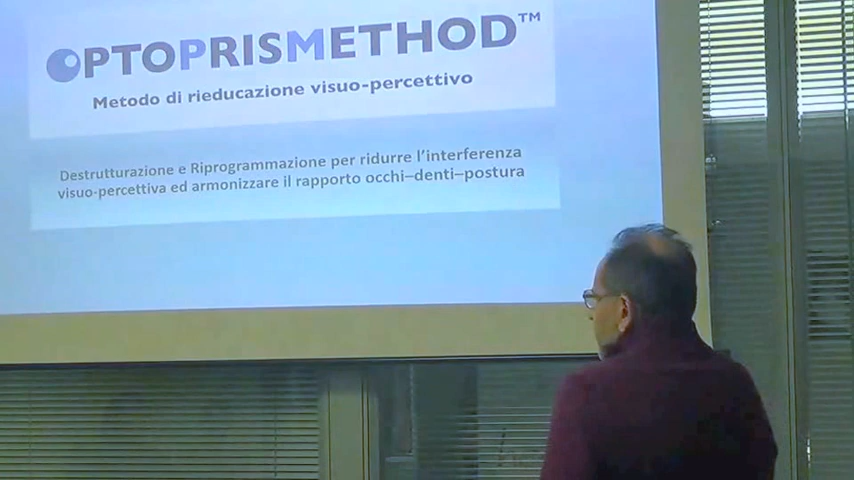 OPTOPRISMETHOD™
Metodo di rieducazione visuo-percettivo
Destrutturazione e Riprogrammazione per ridurre l'interferenza
visuo-percettiva ed armonizzare il rapporto occhi–denti–postura